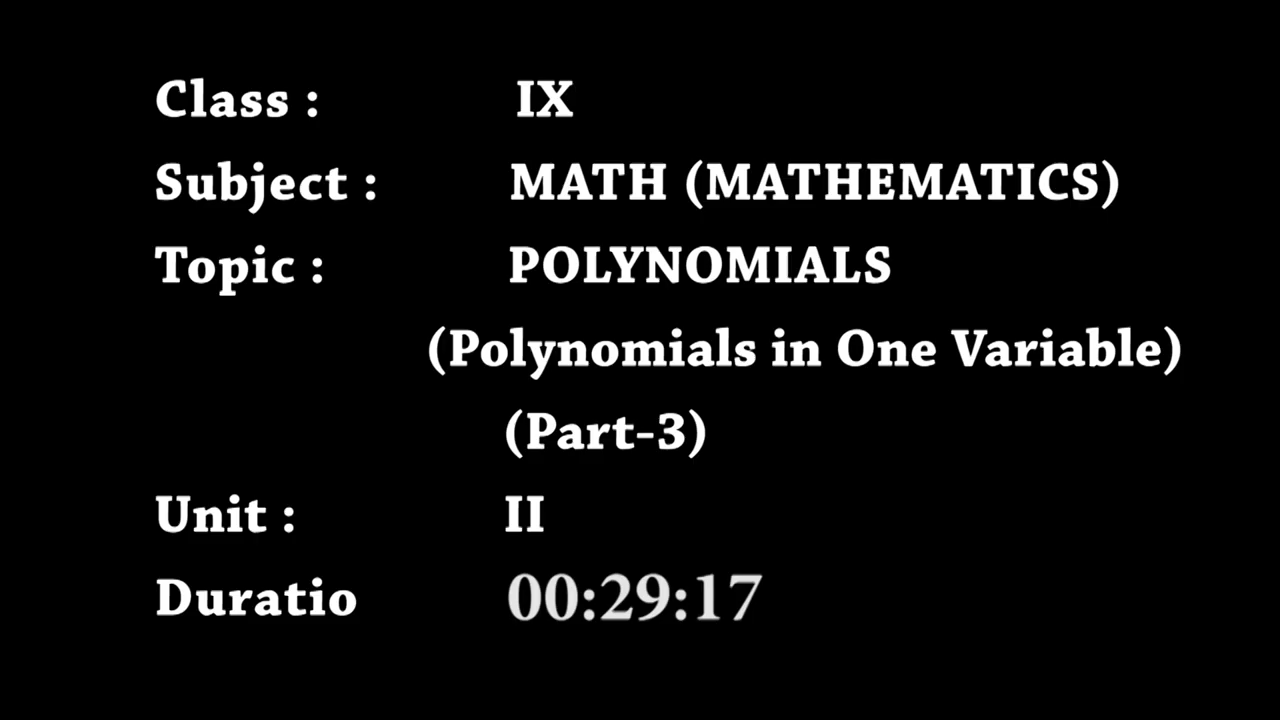 Class : IX
Subject : MATH (MATHEMATICS)
Topic : POLYNOMIALS
(Polynomials in One Variable)
(Part-3)
Unit : II
Duratio 00:29:17